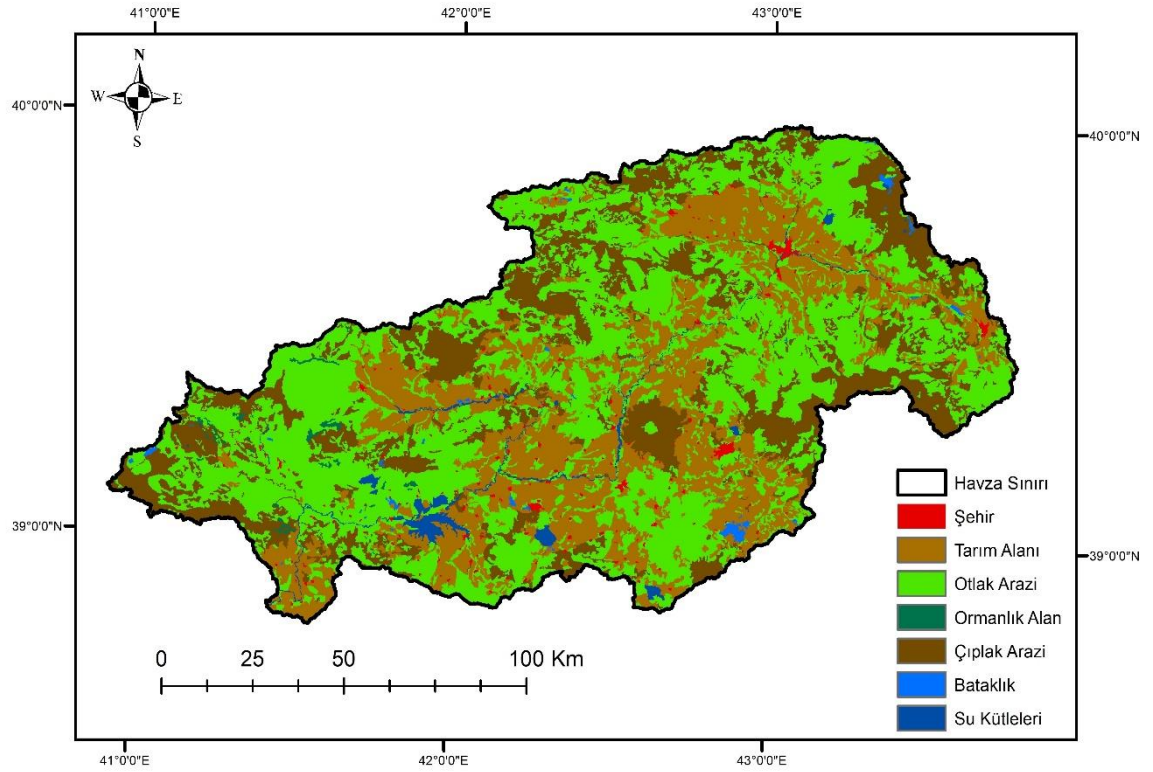 41°0'0"E 42°0'0"E 43°0'0"E
N
W E
S
40°0'0"N
40°0'0"N
39°0'0"N
39°0'0"N
Havza Sınırı
Şehir
Tarım Alanı
Otlak Arazi
Ormanlık Alan
Çıplak Arazi
Bataklık
Su Kütleleri
0 25 50 100 Km
41°0'0"E 42°0'0"E 43°0'0"E